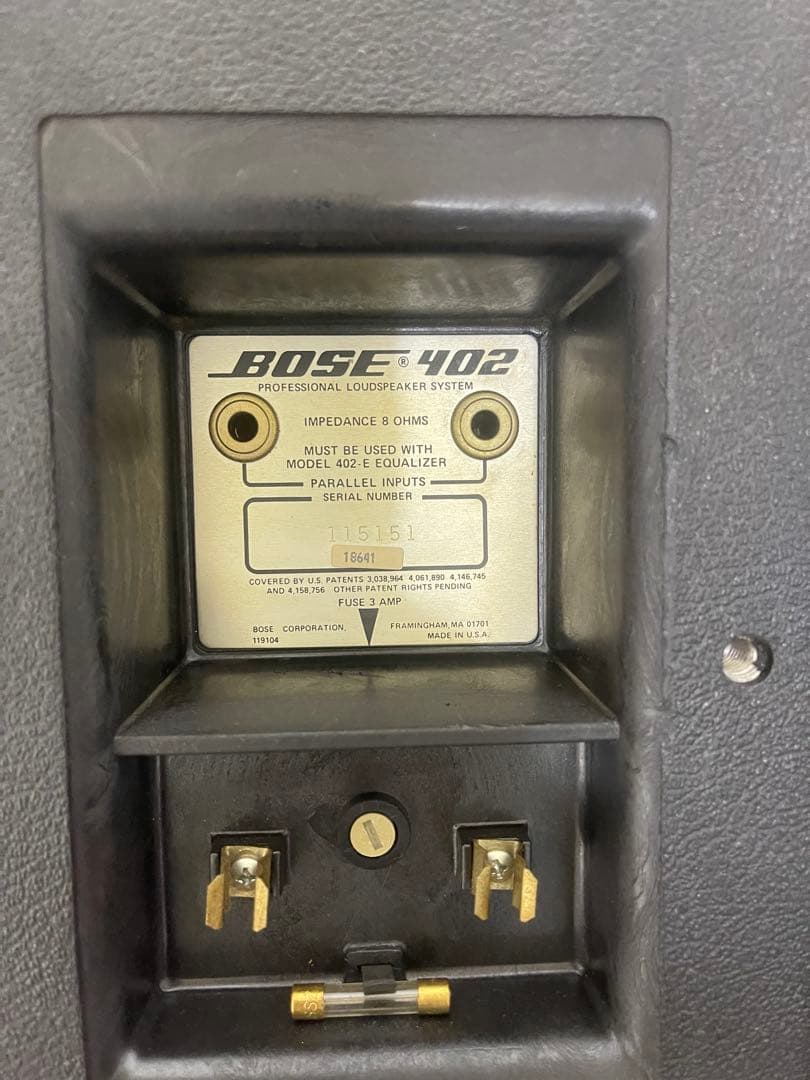 BOSE® 402
PROFESSIONAL LOUDSPEAKER SYSTEM
IMPEDANCE 8 OHMS
MUST BE USED WITH
MODEL 402-E EQUALIZER
PARALLEL INPUTS
SERIAL NUMBER
115151
18641
COVERED BY U.S. PATENTS 3,038,964 4,061,890 4,146,745
AND 4,158,756 OTHER PATENT RIGHTS PENDING
FUSE 3 AMP
BOSE CORPORATION, FRAMINGHAM, MA 01701
119104 MADE IN U.S.A.